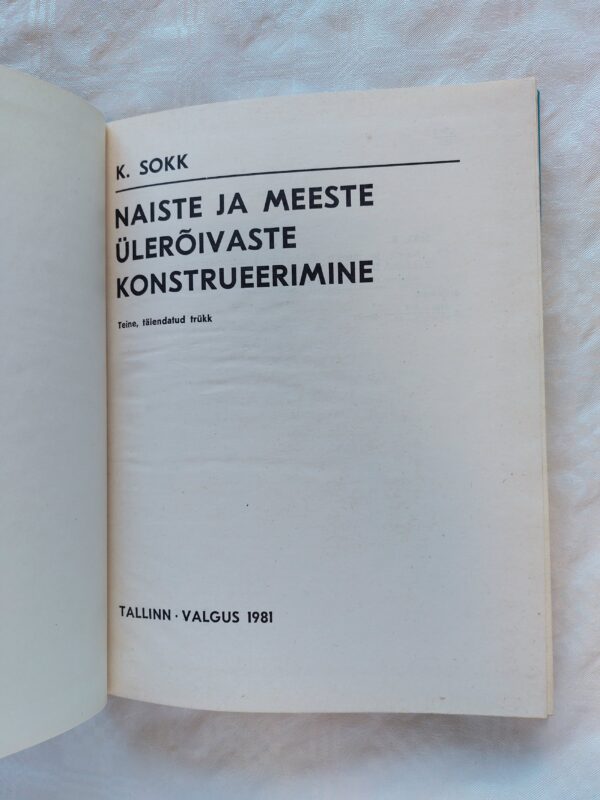 K. SOKK
NAISTE JA MEESTE
ÜLERÕIVASTE
KONSTRUEERIMINE
Teine, täiendatud trükk
TALLINN · VALGUS 1981